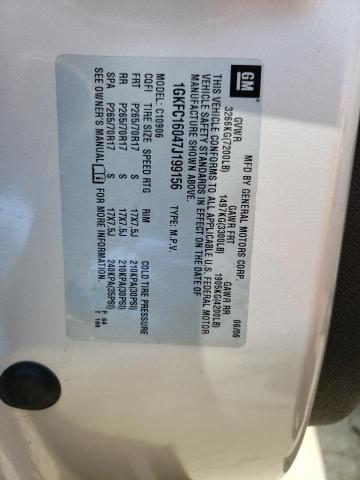 GM
MFD BY GENERAL MOTORS CORP. 06/06
GVWR GAWR FRT GAWR RR
3266KG(7200LB) 1497KG(3300LB) 1905KG(4200LB)
THIS VEHICLE CONFORMS TO ALL APPLICABLE U.S. FEDERAL MOTOR
VEHICLE SAFETY STANDARDS IN EFFECT ON THE DATE OF
MANUFACTURE SHOWN ABOVE.
1GKFC16047J199156 TYPE: M.P.V.
MODEL: C10906
CQFI TIRE SIZE SPEED RTG RIM COLD TIRE PRESSURE
FRT P265/70R17 S 17X7.5J 210KPA(30PSI)
RR P265/70R17 S 17X7.5J 210KPA(30PSI)
SPA P265/70R17 S 17X7.5J 240KPA(35PSI)
SEE OWNER'S MANUAL i FOR MORE INFORMATION.